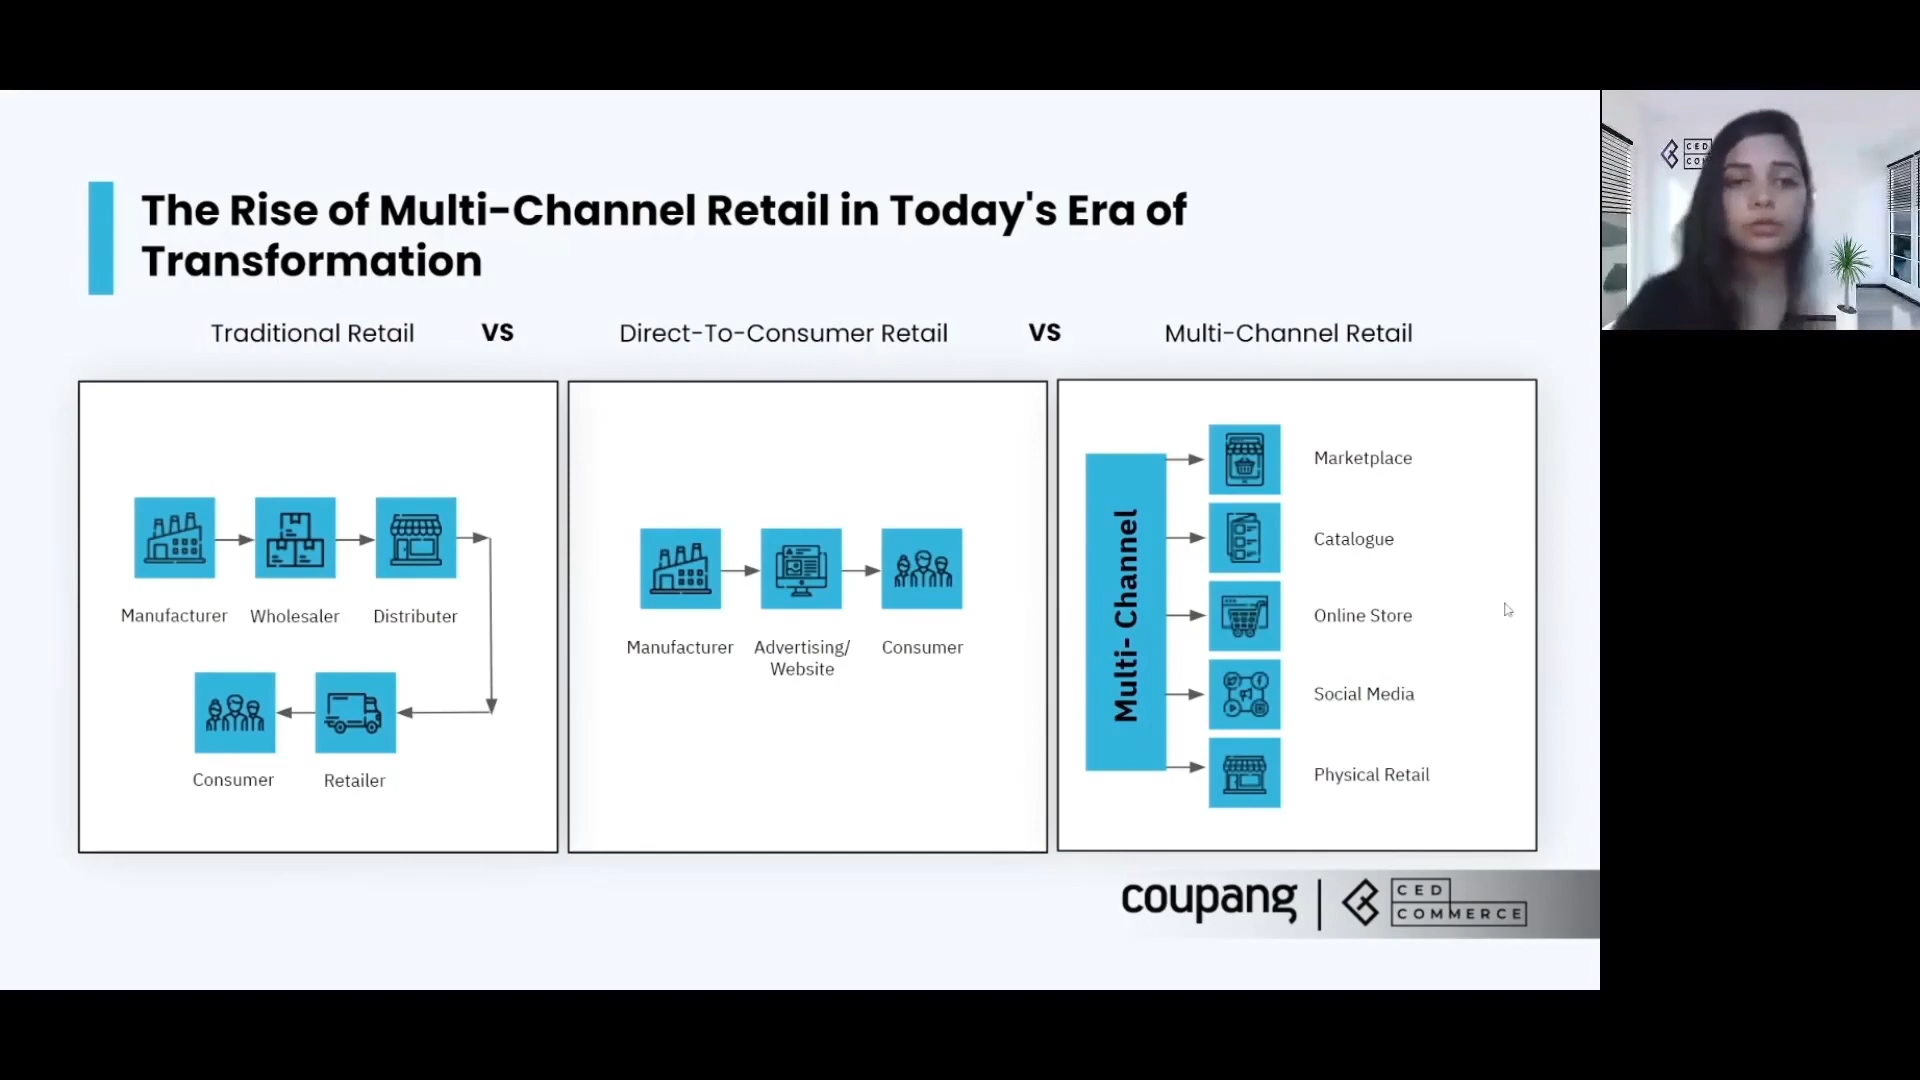 The Rise of Multi-Channel Retail in Today's Era of
Transformation
Traditional Retail VS Direct-To-Consumer Retail VS Multi-Channel Retail
Manufacturer Wholesaler Distributer
Consumer Retailer
Manufacturer Advertising/ Consumer
Website
Multi- Channel
Marketplace
Catalogue
Online Store
Social Media
Physical Retail
coupang
CED
COMMERCE
CED